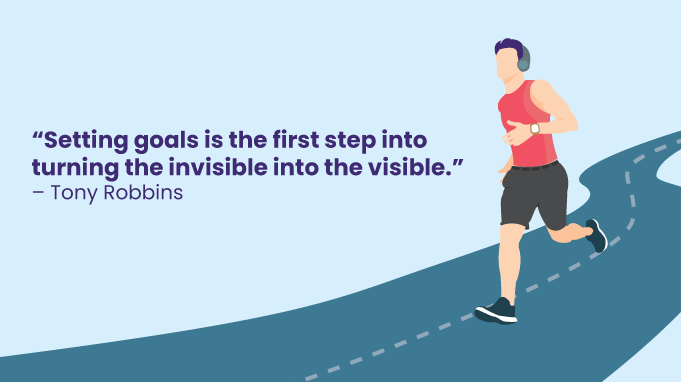 “Setting goals is the first step into
turning the invisible into the visible.”
– Tony Robbins